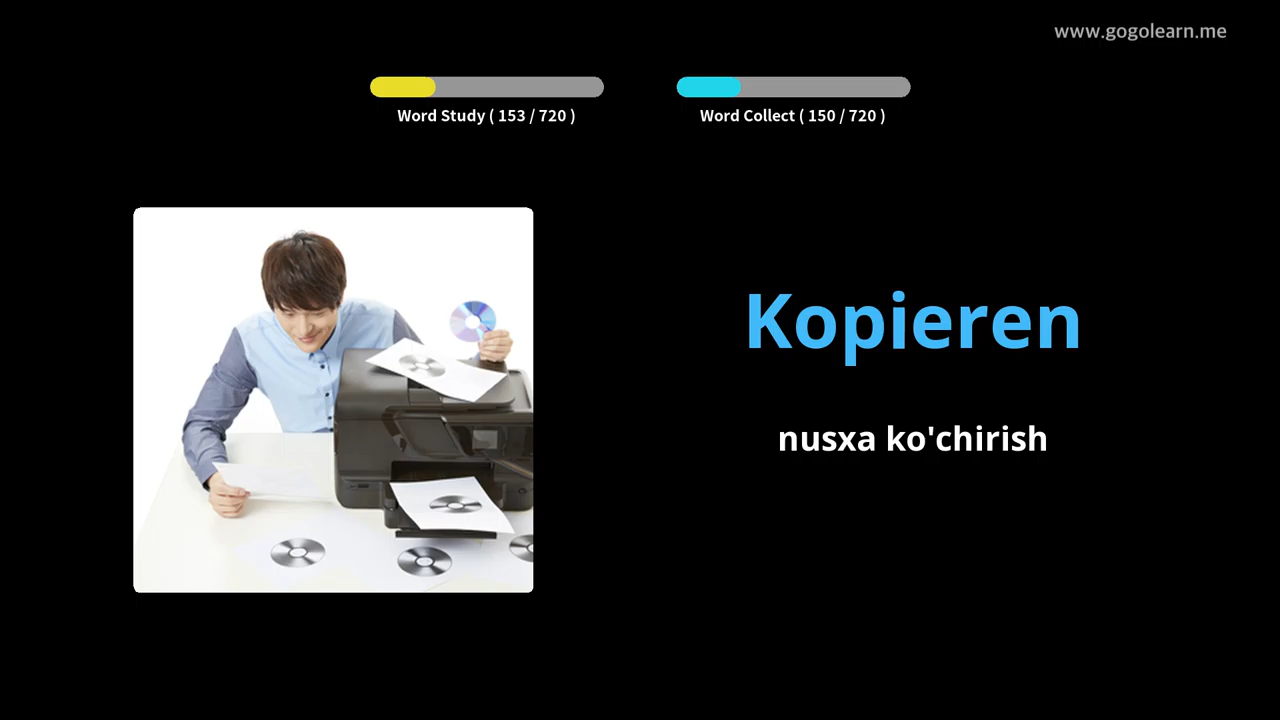 www.gogolearn.me
Word Study ( 153 / 720 )
Word Collect ( 150 / 720 )
Kopieren
nusxa ko'chirish